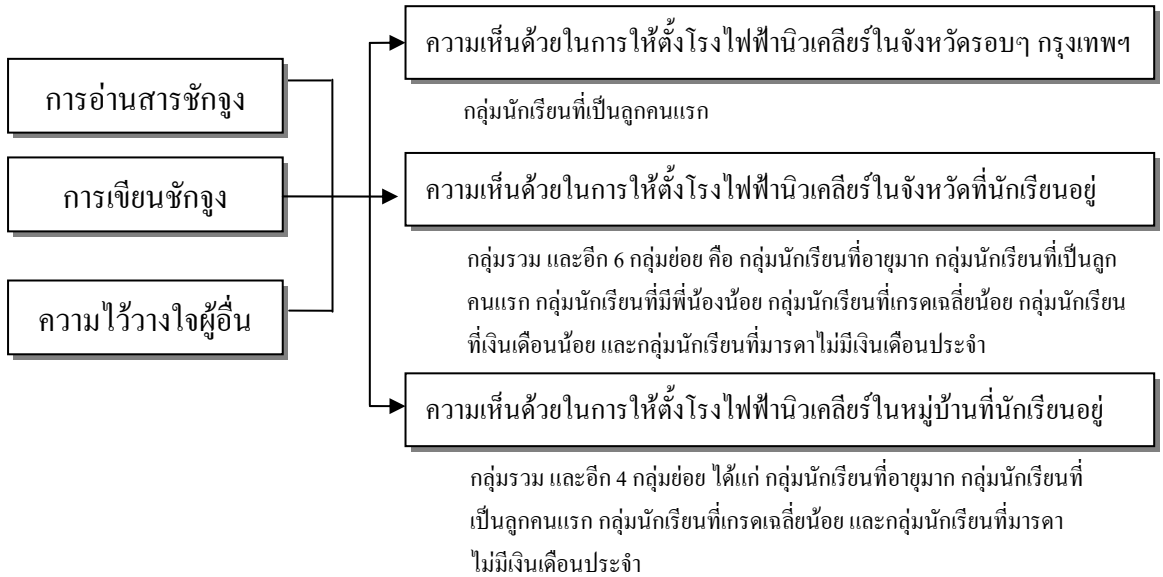 การอ่านสารชักจูง
การเขียนชักจูง
ความไว้วางใจผู้อื่น
ความเห็นด้วยในการให้ตั้งโรงไฟฟ้านิวเคลียร์ในจังหวัดรอบๆ กรุงเทพฯ
กลุ่มนักเรียนที่เป็นลูกคนแรก
ความเห็นด้วยในการให้ตั้งโรงไฟฟ้านิวเคลียร์ในจังหวัดที่นักเรียนอยู่
กลุ่มรวม และอีก 6 กลุ่มย่อย คือ กลุ่มนักเรียนที่อายุมาก กลุ่มนักเรียนที่เป็นลูก
คนแรก กลุ่มนักเรียนที่มีพี่น้องน้อย กลุ่มนักเรียนที่เกรดเฉลี่ยน้อย กลุ่มนักเรียน
ที่เงินเดือนน้อย และกลุ่มนักเรียนที่มารดาไม่มีเงินเดือนประจำ
ความเห็นด้วยในการให้ตั้งโรงไฟฟ้านิวเคลียร์ในหมู่บ้านที่นักเรียนอยู่
กลุ่มรวม และอีก 4 กลุ่มย่อย ได้แก่ กลุ่มนักเรียนที่อายุมาก กลุ่มนักเรียนที่
เป็นลูกคนแรก กลุ่มนักเรียนที่เกรดเฉลี่ยน้อย และกลุ่มนักเรียนที่มารดา
ไม่มีเงินเดือนประจำ